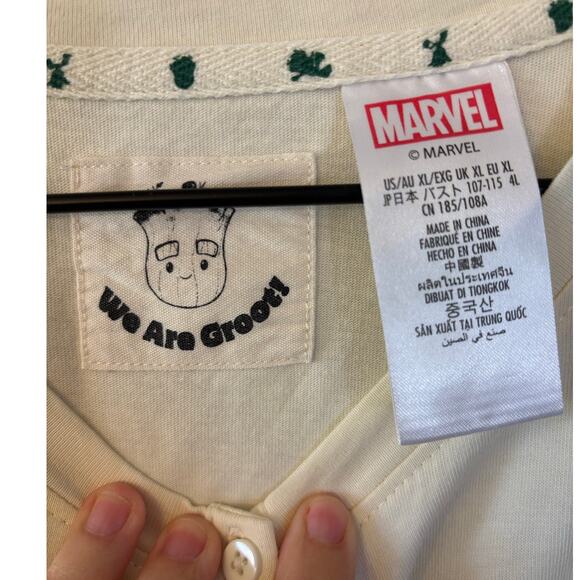 We Are Groot!
MARVEL
© MARVEL
US/AU XL/EXG UK XL EU XL
JP日本 バスト 107-115 4L
CN 185/108A
MADE IN CHINA
FABRIQUÉ EN CHINE
HECHO EN CHINA
中國製
ผลิตในประเทศจีน
DIBUAT DI TIONGKOK
중국산
SẢN XUẤT TẠI TRUNG QUỐC
صنع في الصين